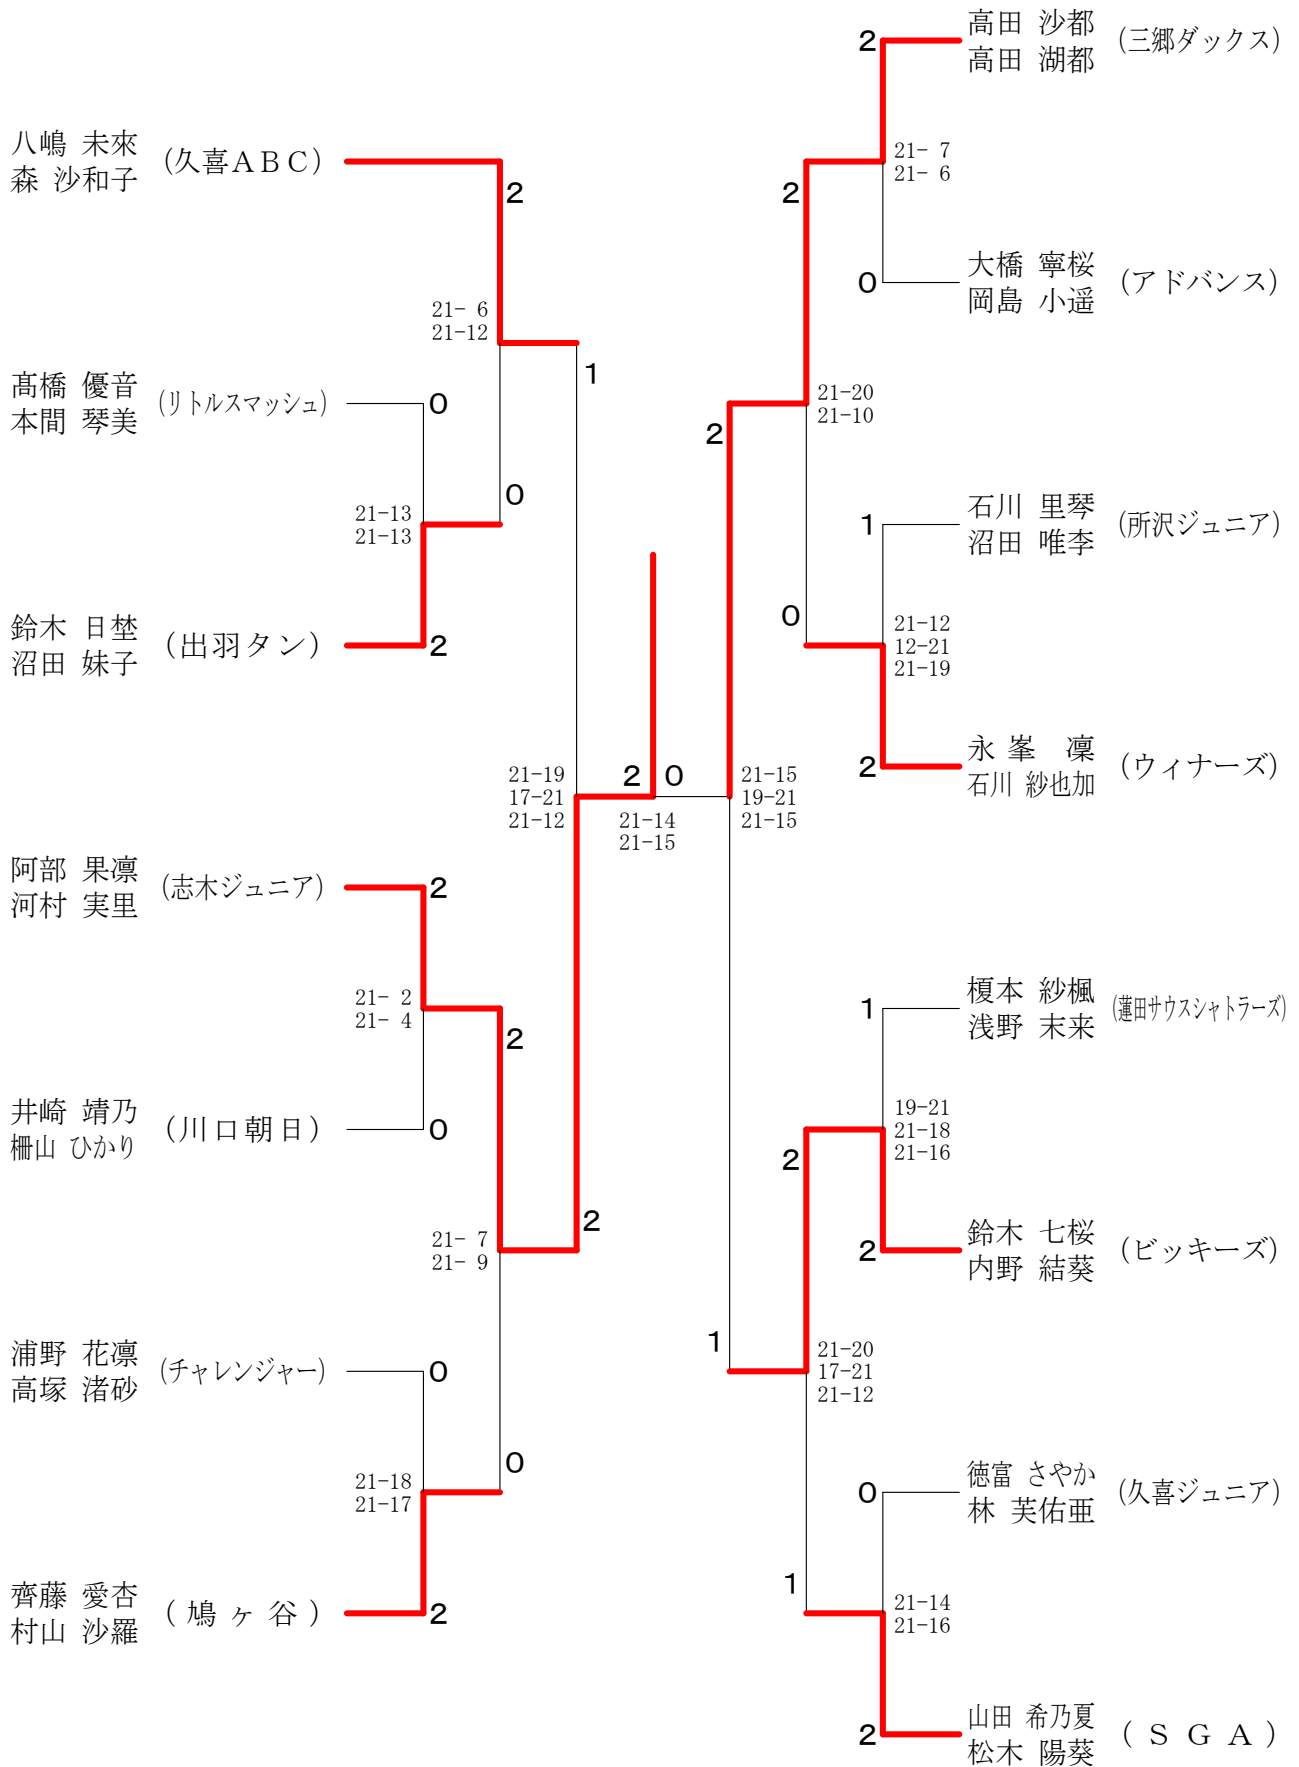 八嶋 未來
森 沙和子
(久喜ＡＢＣ)
2
21- 6
21-12
髙橋 優音
本間 琴美
(リトルスマッシュ)
0
21-13
21-13
0
鈴木 日埜
沼田 妹子
(出羽タン)
2
1
21-19
17-21
21-12
阿部 果凛
河村 実里
(志木ジュニア)
2
21- 2
21- 4
2
井崎 靖乃
柵山 ひかり
(川口朝日)
0
21- 7
21- 9
2
浦野 花凛
高塚 渚砂
(チャレンジャー)
0
21-18
21-17
0
齊藤 愛杏
村山 沙羅
(鳩ヶ谷)
2
2
0
21-14
21-15
2
高田 沙都
高田 湖都
(三郷ダックス)
21- 7
21- 6
2
0
大橋 寧桜
岡島 小遥
(アドバンス)
21-20
21-10
2
1
石川 里琴
沼田 唯李
(所沢ジュニア)
0
21-12
12-21
21-19
2
永峯 凜
石川 紗也加
(ウィナーズ)
21-15
19-21
21-15
1
榎本 紗楓
浅野 末来
(蓮田サウスシャトラーズ)
19-21
21-18
21-16
2
2
鈴木 七桜
内野 結葵
(ビッキーズ)
1
21-20
17-21
21-12
0
徳富 さやか
林 芙佑亜
(久喜ジュニア)
1
21-14
21-16
2
山田 希乃夏
松木 陽葵
(ＳＧＡ)